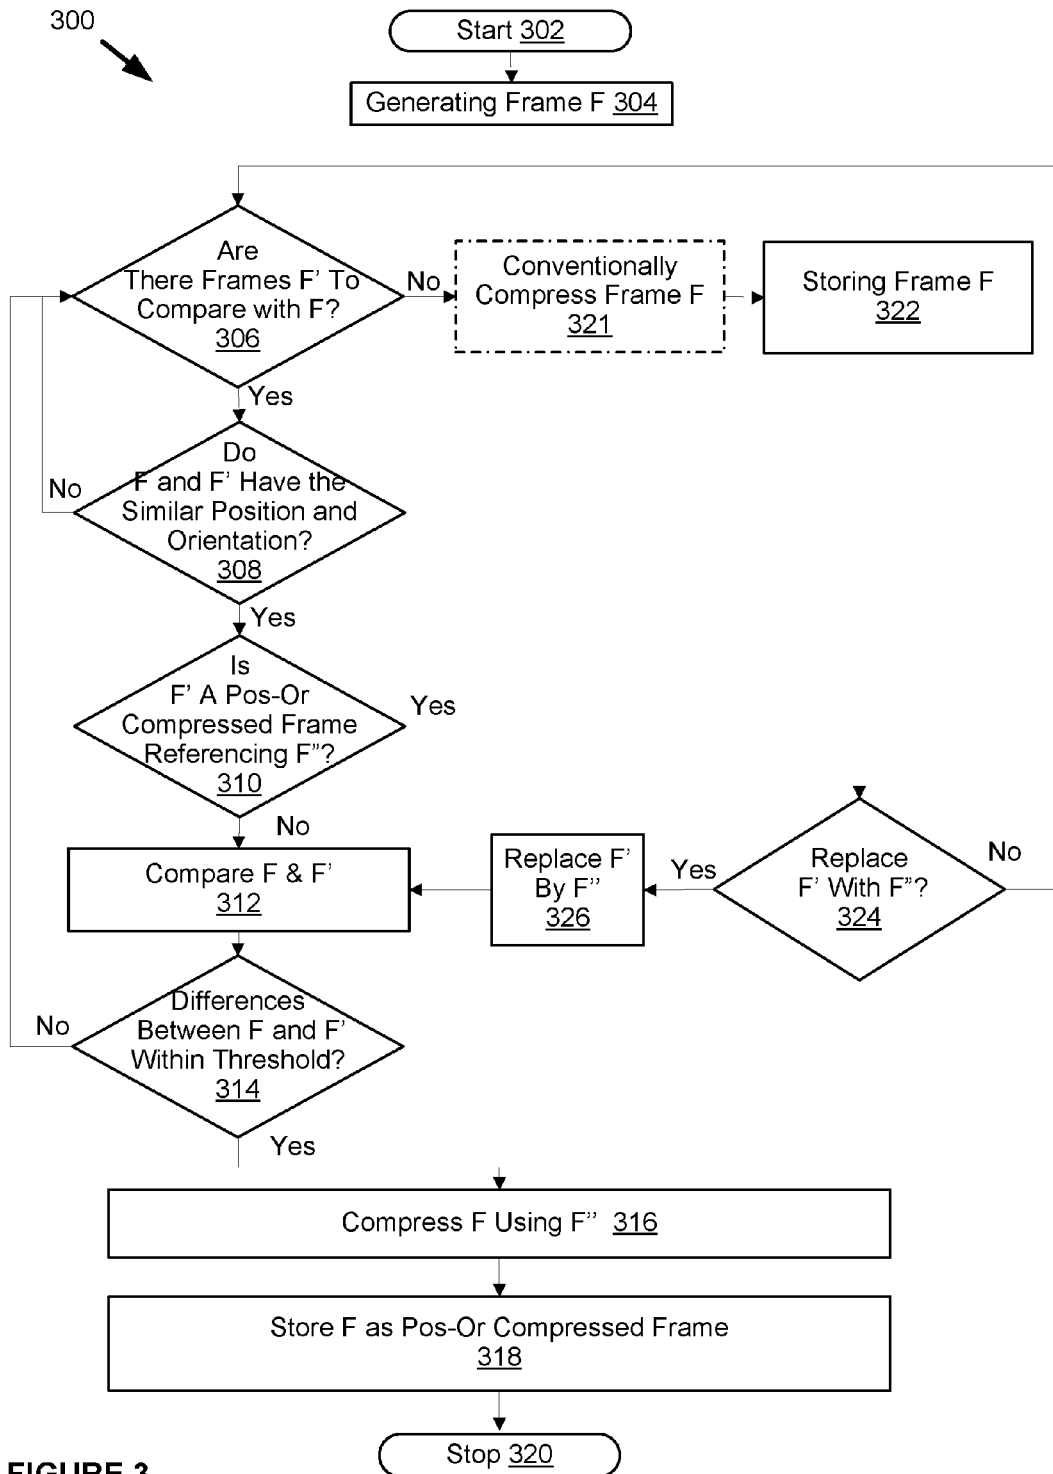 300
Start 302
Generating Frame F 304
Are
There Frames F' To
Compare with F?
306
No
Conventionally
Compress Frame F
321
Storing Frame F
322
Yes
Do
F and F' Have the
Similar Position and
Orientation?
308
No
Yes
Is
F' A Pos-Or
Compressed Frame
Referencing F”?
310
Yes
No
Compare F & F'
312
Replace F'
By F''
326
Yes
Replace
F' With F”?
324
No
Differences
Between F and F'
Within Threshold?
314
No
Yes
Compress F Using F'' 316
Store F as Pos-Or Compressed Frame
318
Stop 320
FIGURE 3